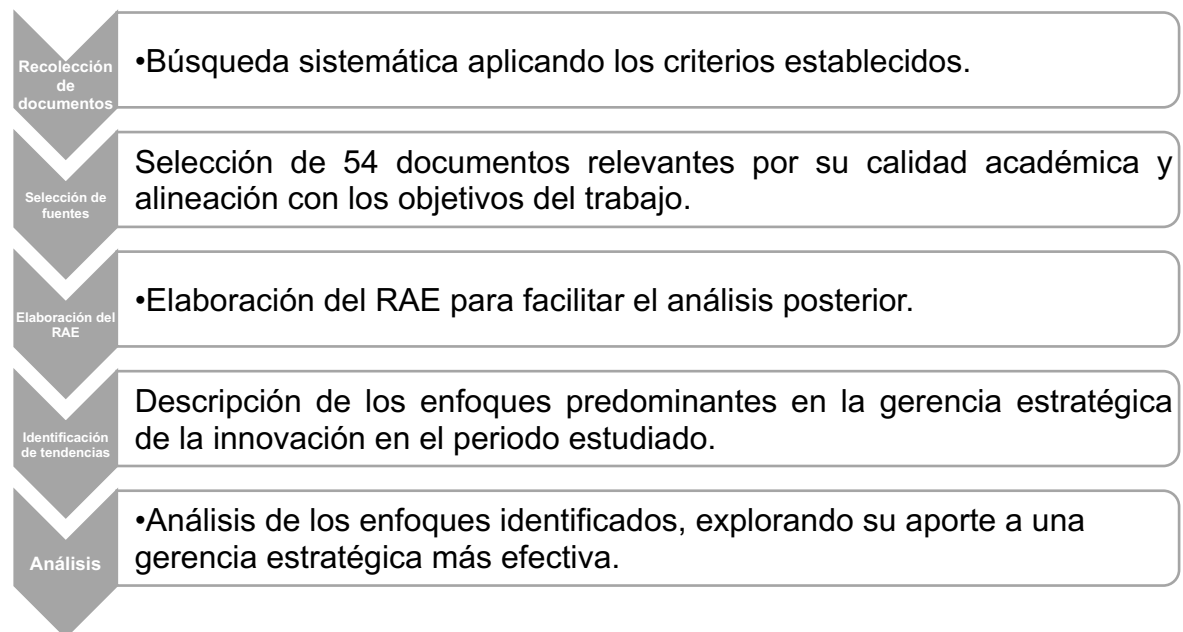 Recolección
de
documentos
•Búsqueda sistemática aplicando los criterios establecidos.
Selección de
fuentes
Selección de 54 documentos relevantes por su calidad académica y
alineación con los objetivos del trabajo.
Elaboración del
RAE
•Elaboración del RAE para facilitar el análisis posterior.
Identificación
de tendencias
Descripción de los enfoques predominantes en la gerencia estratégica
de la innovación en el periodo estudiado.
Análisis
•Análisis de los enfoques identificados, explorando su aporte a una
gerencia estratégica más efectiva.